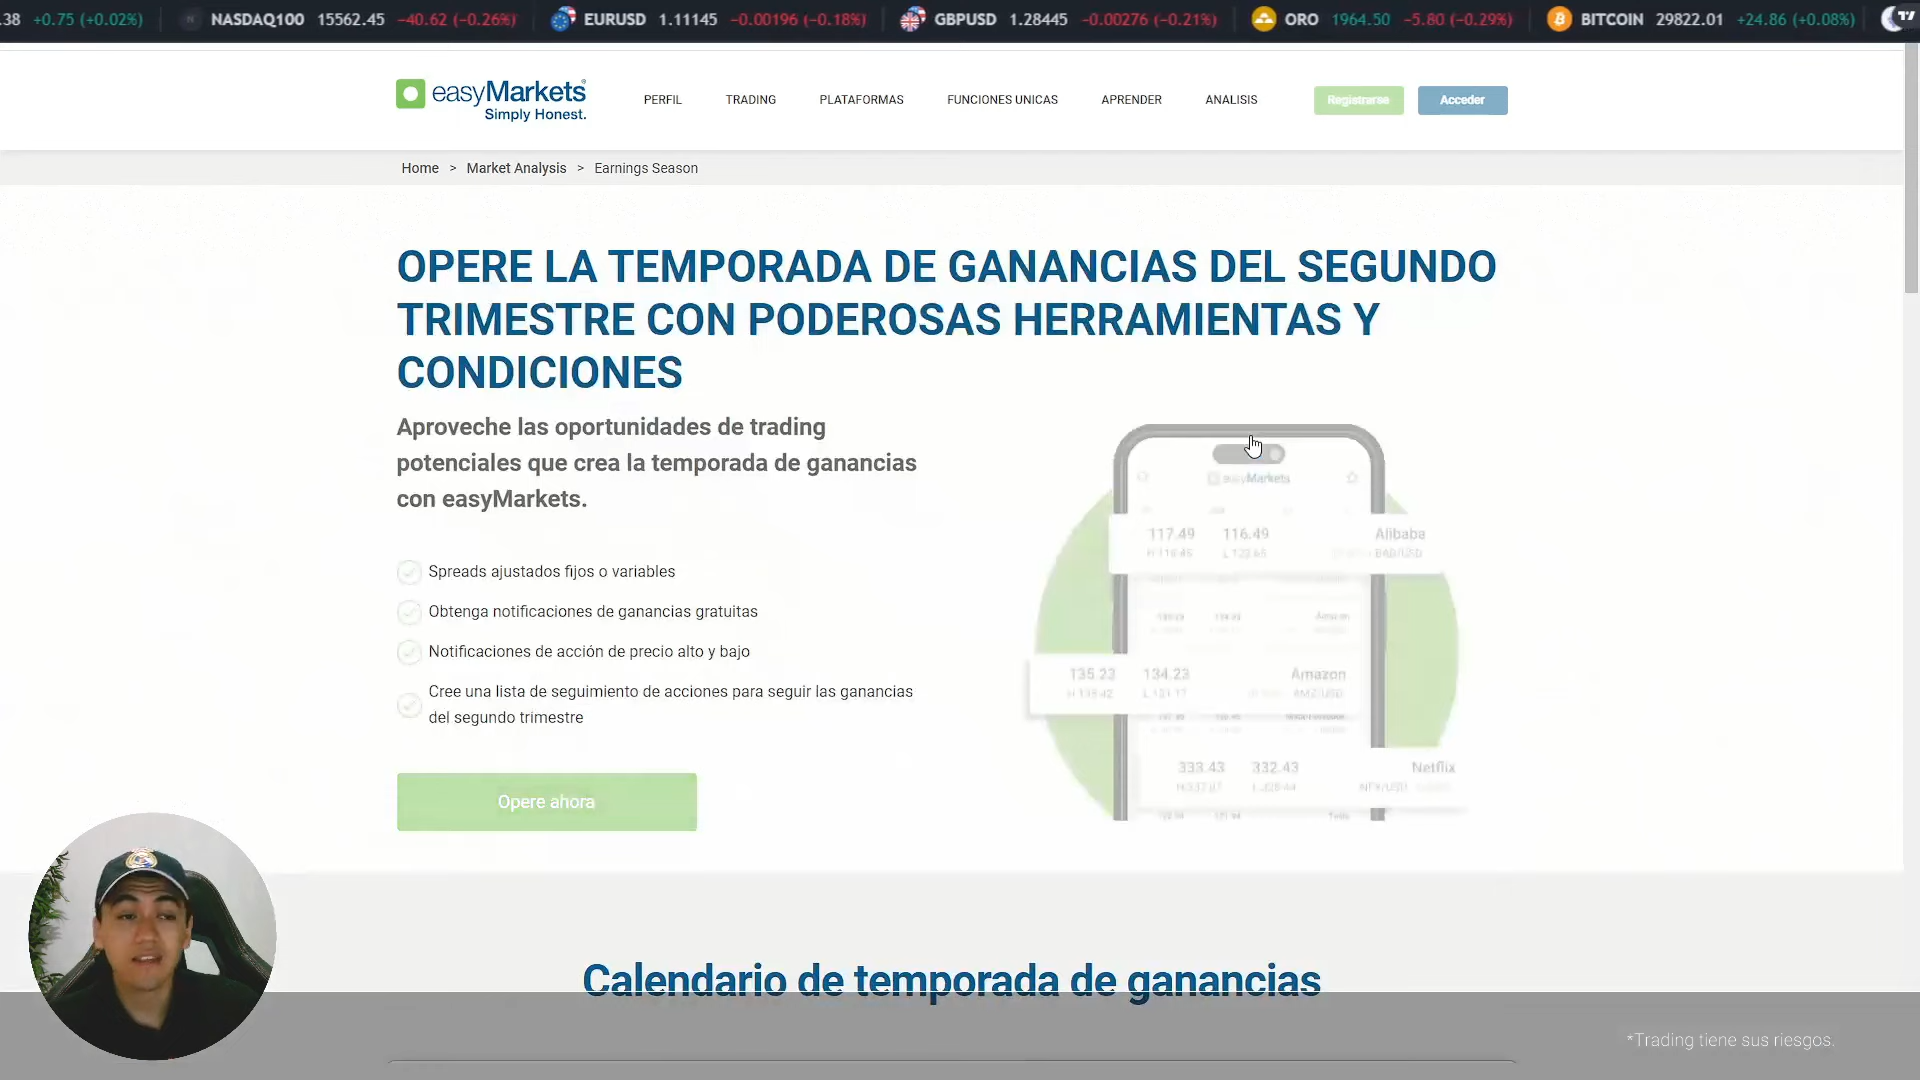 .38 +0.75 (+0.02%) NASDAQ100 15562.45 −40.62 (−0.26%) EURUSD 1.11145 −0.00196 (−0.18%) GBPUSD 1.28445 −0.00276 (−0.21%) ORO 1964.50 −5.80 (−0.29%) BITCOIN 29822.01 +24.86 (+0.08%)
easyMarkets
Simply Honest.
PERFIL TRADING PLATAFORMAS FUNCIONES UNICAS APRENDER ANALISIS Registrarse Acceder
Home > Market Analysis > Earnings Season
OPERE LA TEMPORADA DE GANANCIAS DEL SEGUNDO
TRIMESTRE CON PODEROSAS HERRAMIENTAS Y
CONDICIONES
Aproveche las oportunidades de trading
potenciales que crea la temporada de ganancias
con easyMarkets.
Spreads ajustados fijos o variables
Obtenga notificaciones de ganancias gratuitas
Notificaciones de acción de precio alto y bajo
Cree una lista de seguimiento de acciones para seguir las ganancias
del segundo trimestre
Opere ahora
easyMarkets
117.49 116.49 Alibaba
135.23 134.23 Amazon
333.43 332.43 Netflix
Calendario de temporada de ganancias
*Trading tiene sus riesgos.